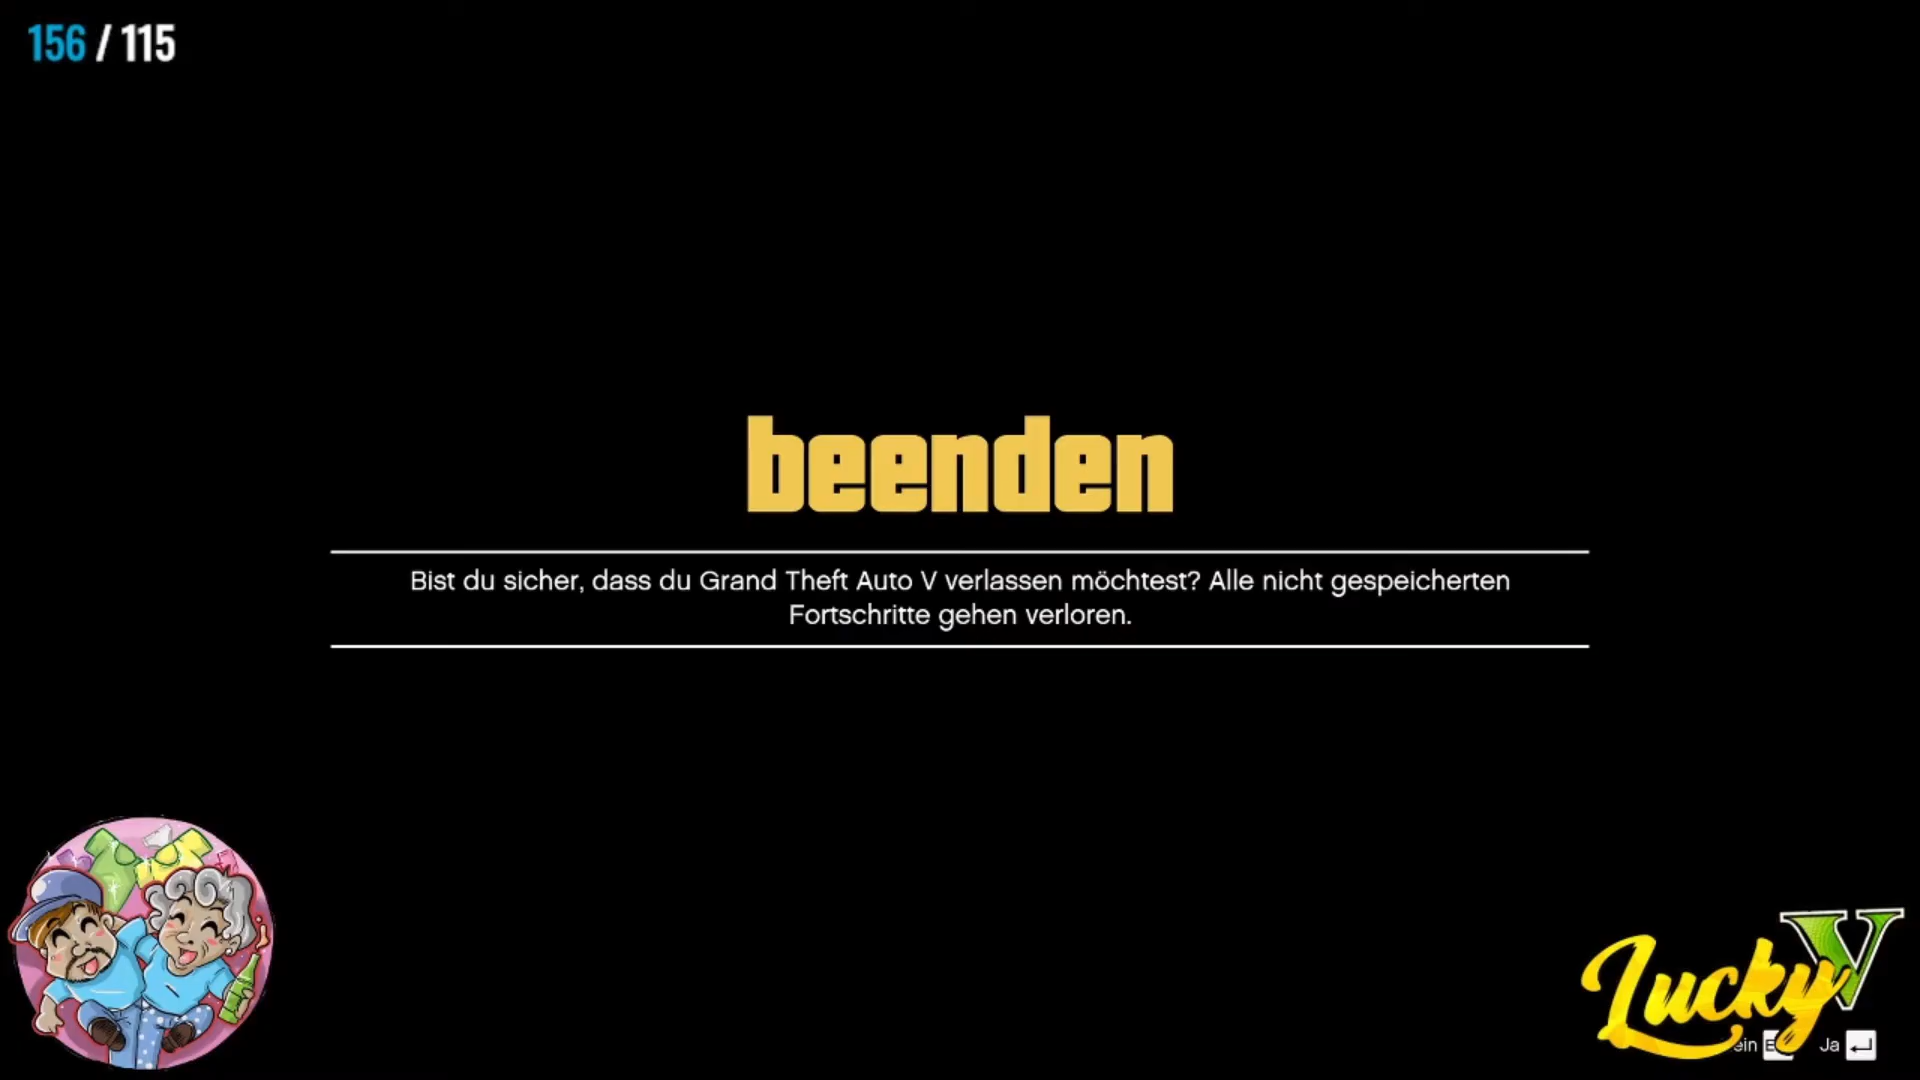 156 / 115
beenden
Bist du sicher, dass du Grand Theft Auto V verlassen möchtest? Alle nicht gespeicherten
Fortschritte gehen verloren.
Lucky V
Ja